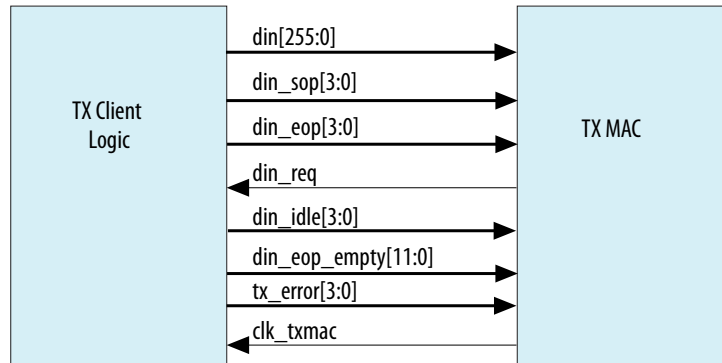 din[255:0]
din_sop[3:0]
TX Client
Logic
din_eop[3:0]
TX MAC
din_req
din_idle[3:0]
din_eop_empty[11:0]
tx_error[3:0]
clk_txmac